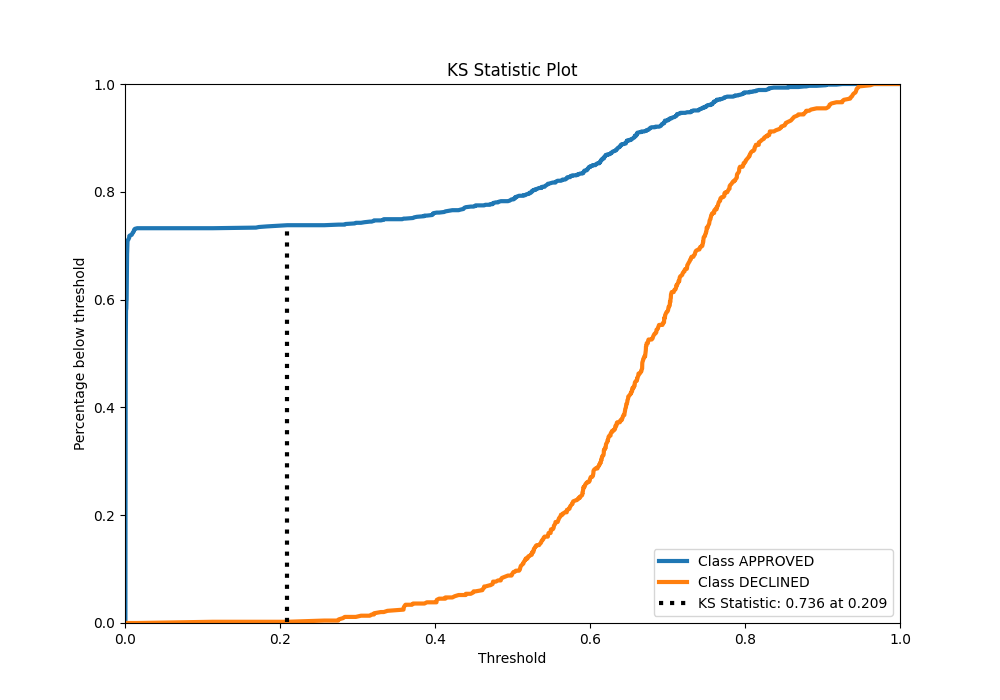 KS Statistic Plot
Percentage below threshold
1.0
0.8
0.6
0.4
0.2
0.0
0.0 0.2 0.4 0.6 0.8 1.0
Threshold
Class APPROVED
Class DECLINED
KS Statistic: 0.736 at 0.209